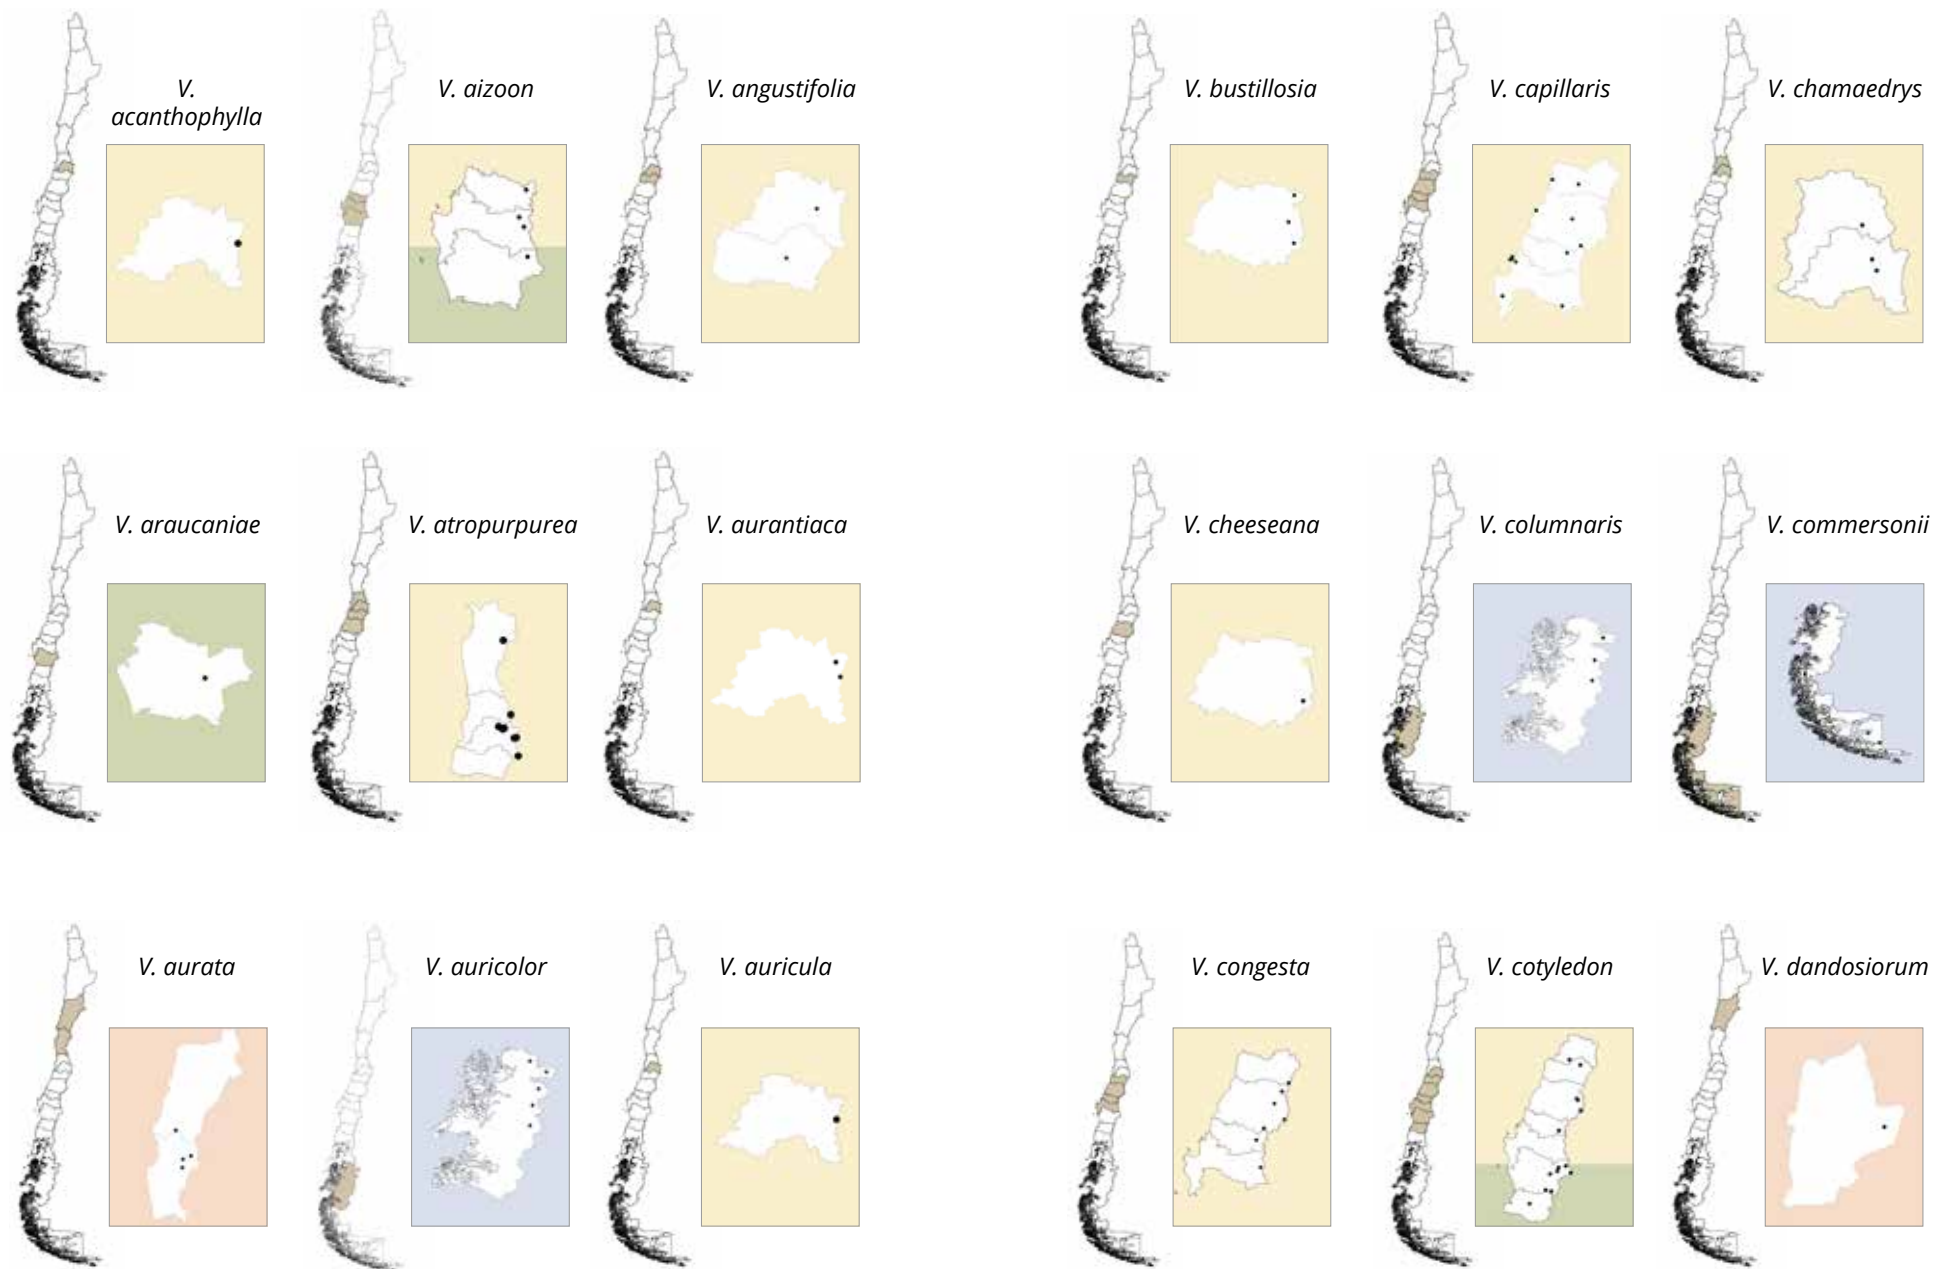 V.
acanthophylla
V. aizoon
V. angustifolia
V. bustillosia
V. capillaris
V. chamaedrys
V. araucaniae
V. atropurpurea
V. aurantiaca
V. cheeseana
V. columnaris
V. commersonii
V. aurata
V. auricolor
V. auricula
V. congesta
V. cotyledon
V. dandosiorum